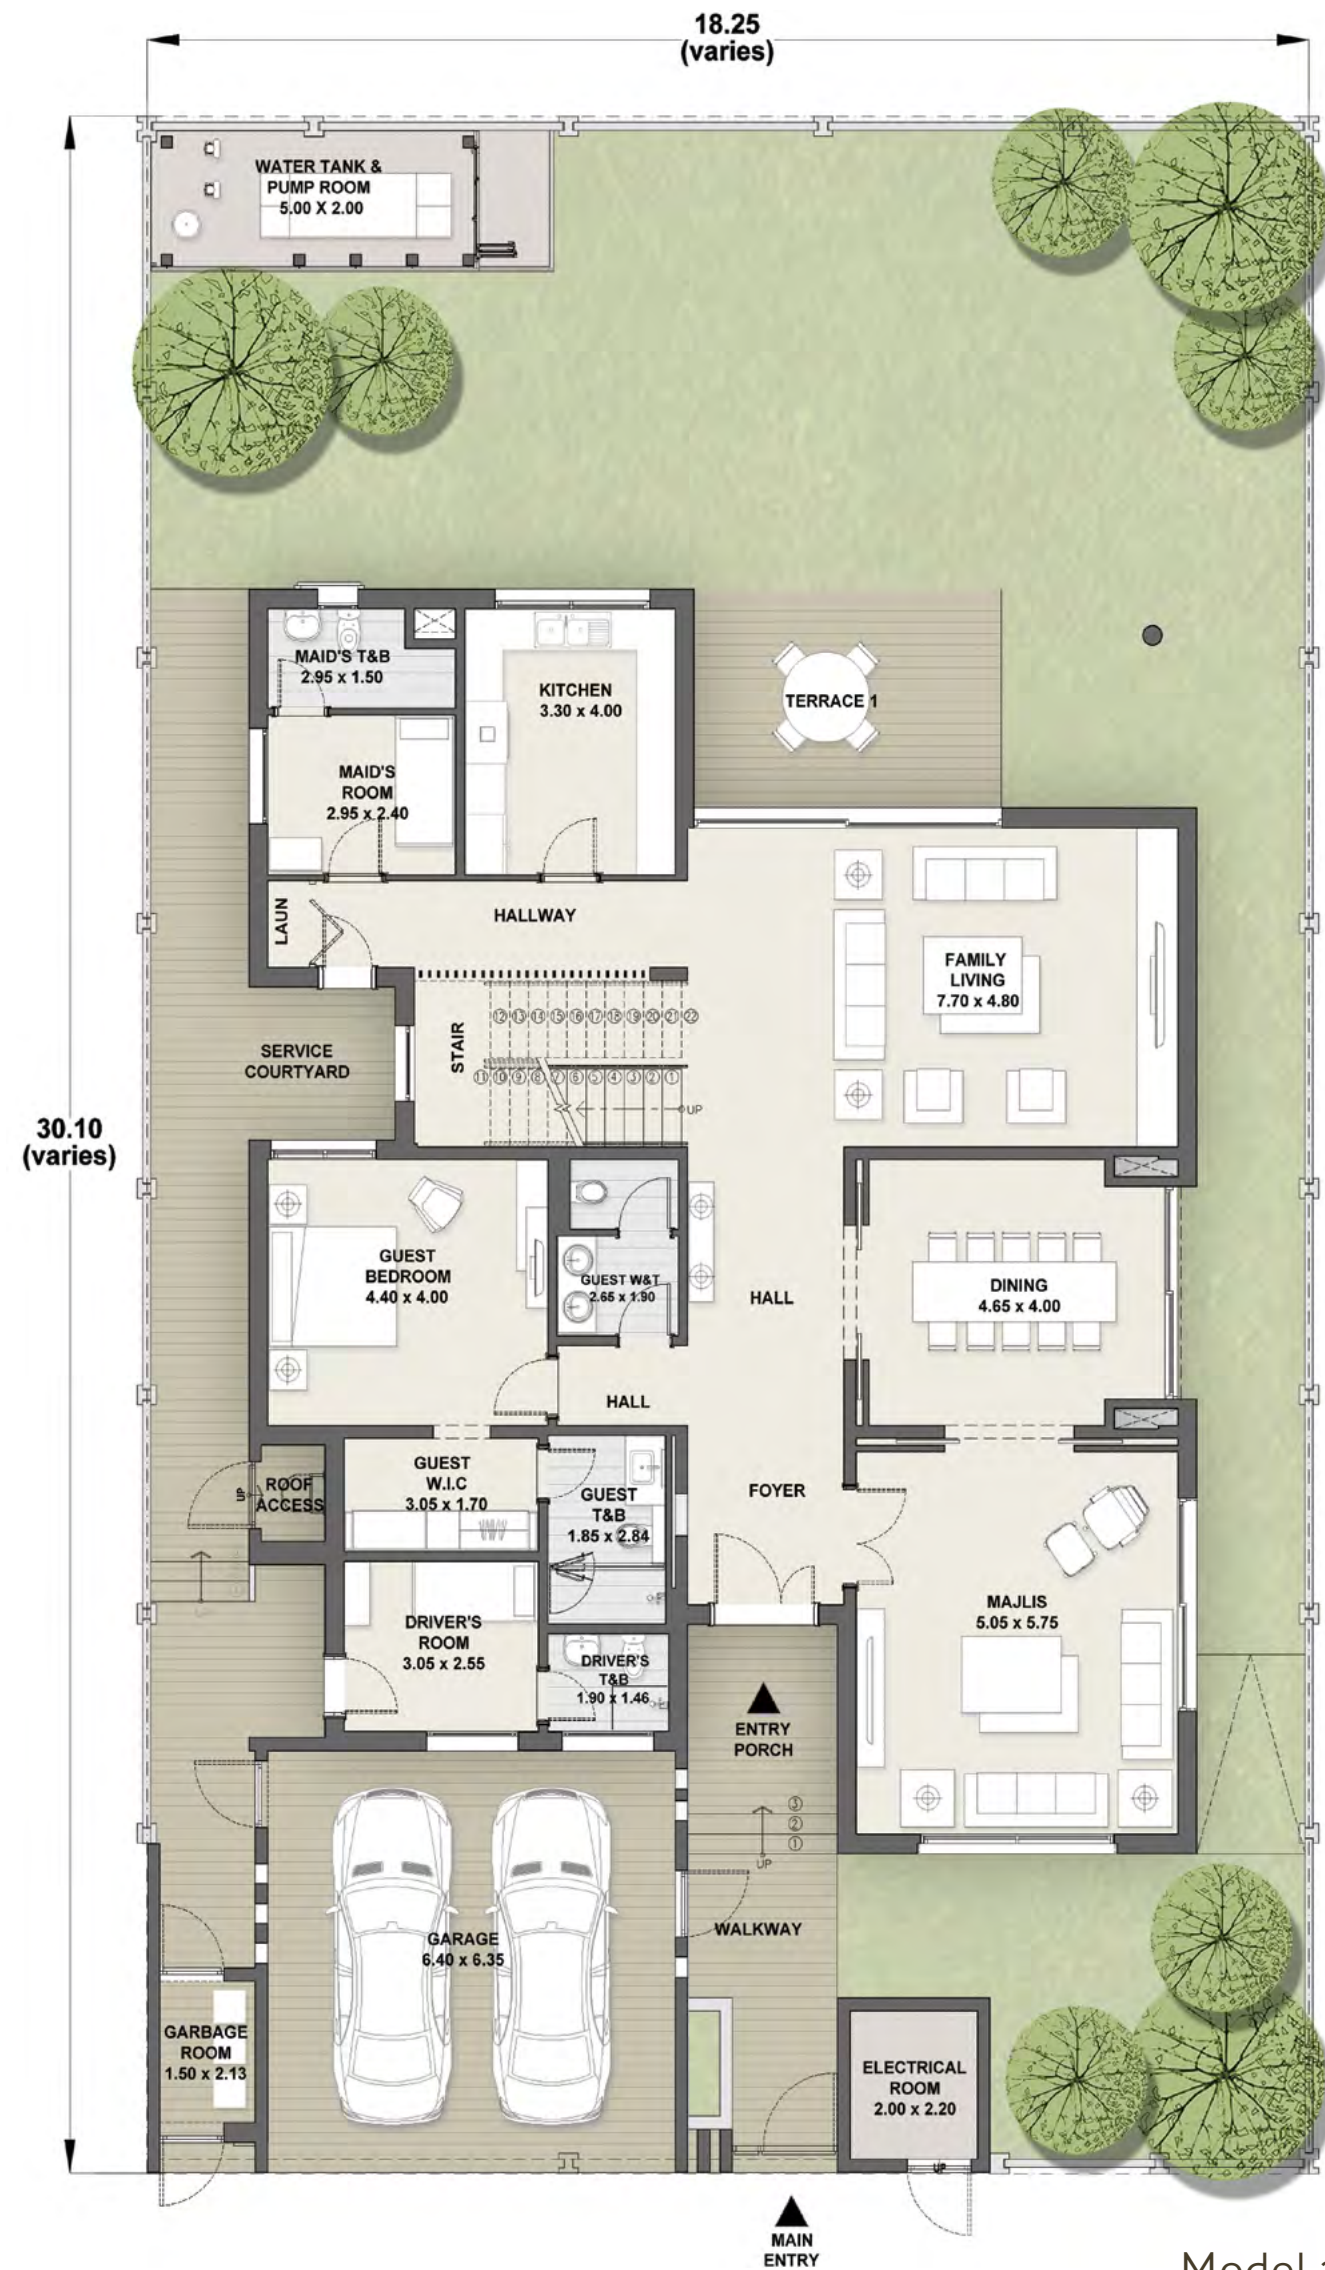 18.25
(varies)
WATER TANK &
PUMP ROOM
5.00 X 2.00
MAID'S T&B
2.95 x 1.50
KITCHEN
3.30 x 4.00
TERRACE 1
MAID'S
ROOM
2.95 x 2.40
LAUN
HALLWAY
FAMILY
LIVING
7.70 x 4.80
STAIR
12 13 14 15 16 17 18 19 20 21 22
11 10 9 8 7 6 5 4 3 2 1
UP
SERVICE
COURTYARD
30.10
(varies)
GUEST
BEDROOM
4.40 x 4.00
GUEST W&T
2.65 x 1.90
HALL
DINING
4.65 x 4.00
HALL
GUEST
W.I.C
3.05 x 1.70
UP
ROOF
ACCESS
GUEST
T&B
1.85 x 2.84
FOYER
MAJLIS
5.05 x 5.75
DRIVER'S
ROOM
3.05 x 2.55
DRIVER'S
T&B
1.90 x 1.46
ENTRY
PORCH
3
2
1
UP
WALKWAY
GARAGE
6.40 x 6.35
GARBAGE
ROOM
1.50 x 2.13
ELECTRICAL
ROOM
2.00 x 2.20
UP
MAIN
ENTRY
Model